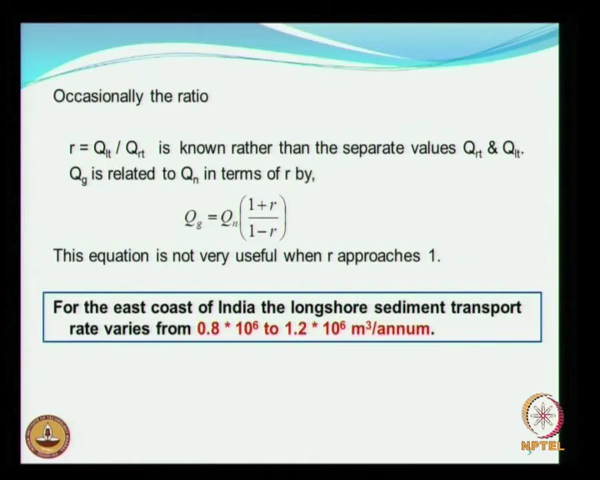 Occasionally the ratio
r = Qlt / Qrt is known rather than the separate values Qrt & Qlt.
Qg is related to Qn in terms of r by,
Qg = Qn((1+r)/(1−r))
This equation is not very useful when r approaches 1.
For the east coast of India the longshore sediment transport
rate varies from 0.8 * 10⁶ to 1.2 * 10⁶ m³/annum.
NPTEL